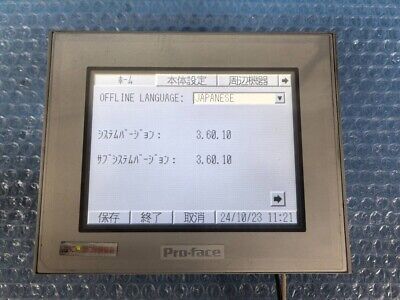 ﾎｰﾑ 本体設定 周辺機器
OFFLINE LANGUAGE: JAPANESE
ｼｽﾃﾑﾊﾞｰｼﾞｮﾝ : 3.60.10
ｻﾌﾞｼｽﾃﾑﾊﾞｰｼﾞｮﾝ : 3.60.10
保存 終了 取消 24/10/23 11:21
Pro-face